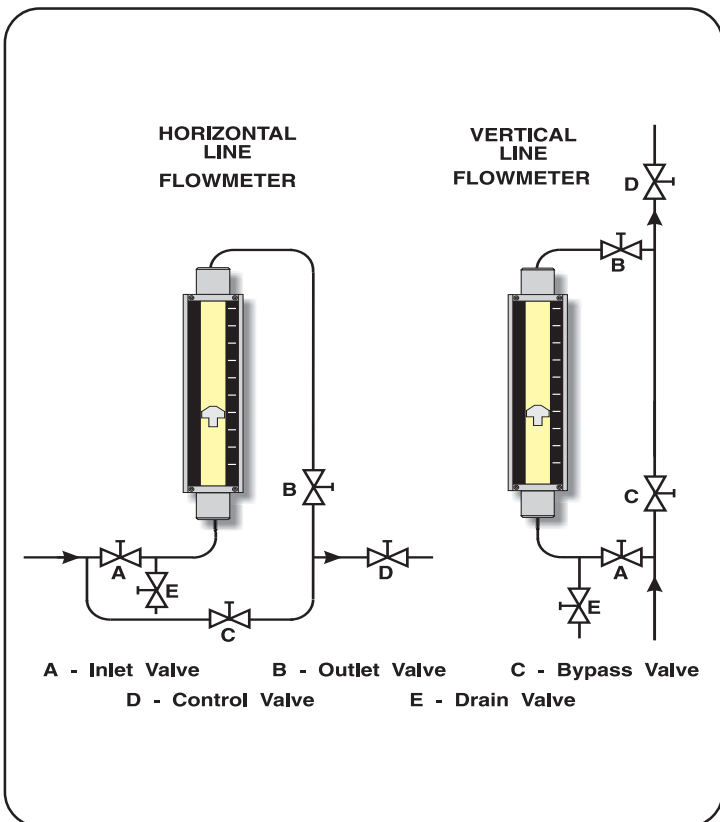 HORIZONTAL
LINE
FLOWMETER
VERTICAL
LINE
FLOWMETER
D
B
B
C
A
E
D
C
A
E
A - Inlet Valve B - Outlet Valve C - Bypass Valve
D - Control Valve E - Drain Valve